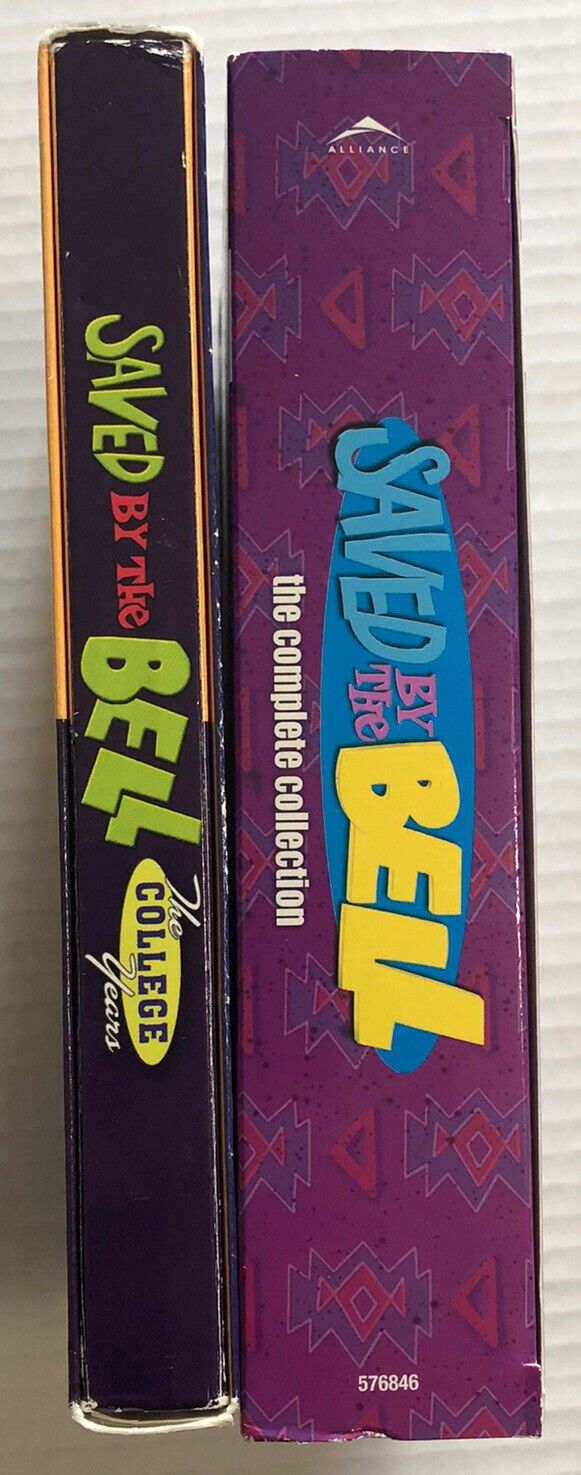 SAVED BY THE BELL
The COLLEGE Years
ALLIANCE
SAVED BY THE BELL
the complete collection
576846